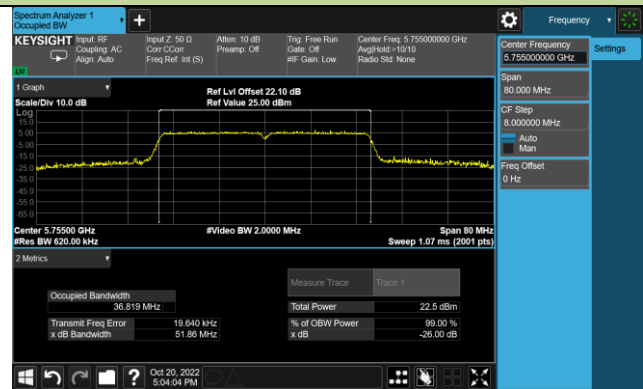 Spectrum Analyzer 1
Occupied BW
+
Frequency
KEYSIGHT
Input: RF
Coupling: AC
Align: Auto
Input Z: 50 Ω
Corr CCorr
Freq Ref: Int (S)
Atten: 10 dB
Preamp: Off
Trig: Free Run
Gate: Off
#IF Gain: Low
Center Freq: 5.755000000 GHz
Avg|Hold:>10/10
Radio Std: None
Center Frequency
5.755000000 GHz
Settings
Span
80.000 MHz
CF Step
8.000000 MHz
Auto
Man
Freq Offset
0 Hz
1 Graph
Scale/Div 10.0 dB
Ref Lvl Offset 22.10 dB
Ref Value 25.00 dBm
Log
15.0
5.00
-5.00
-15.0
-25.0
-35.0
-45.0
-55.0
-65.0
Center 5.75500 GHz
#Res BW 620.00 kHz
#Video BW 2.0000 MHz
Span 80 MHz
Sweep 1.07 ms (2001 pts)
2 Metrics
Measure Trace
Trace 1
Occupied Bandwidth
36.819 MHz
Total Power
22.5 dBm
Transmit Freq Error
19.640 kHz
% of OBW Power
99.00 %
x dB Bandwidth
51.86 MHz
x dB
-26.00 dB
?
Oct 20, 2022
5:04:04 PM